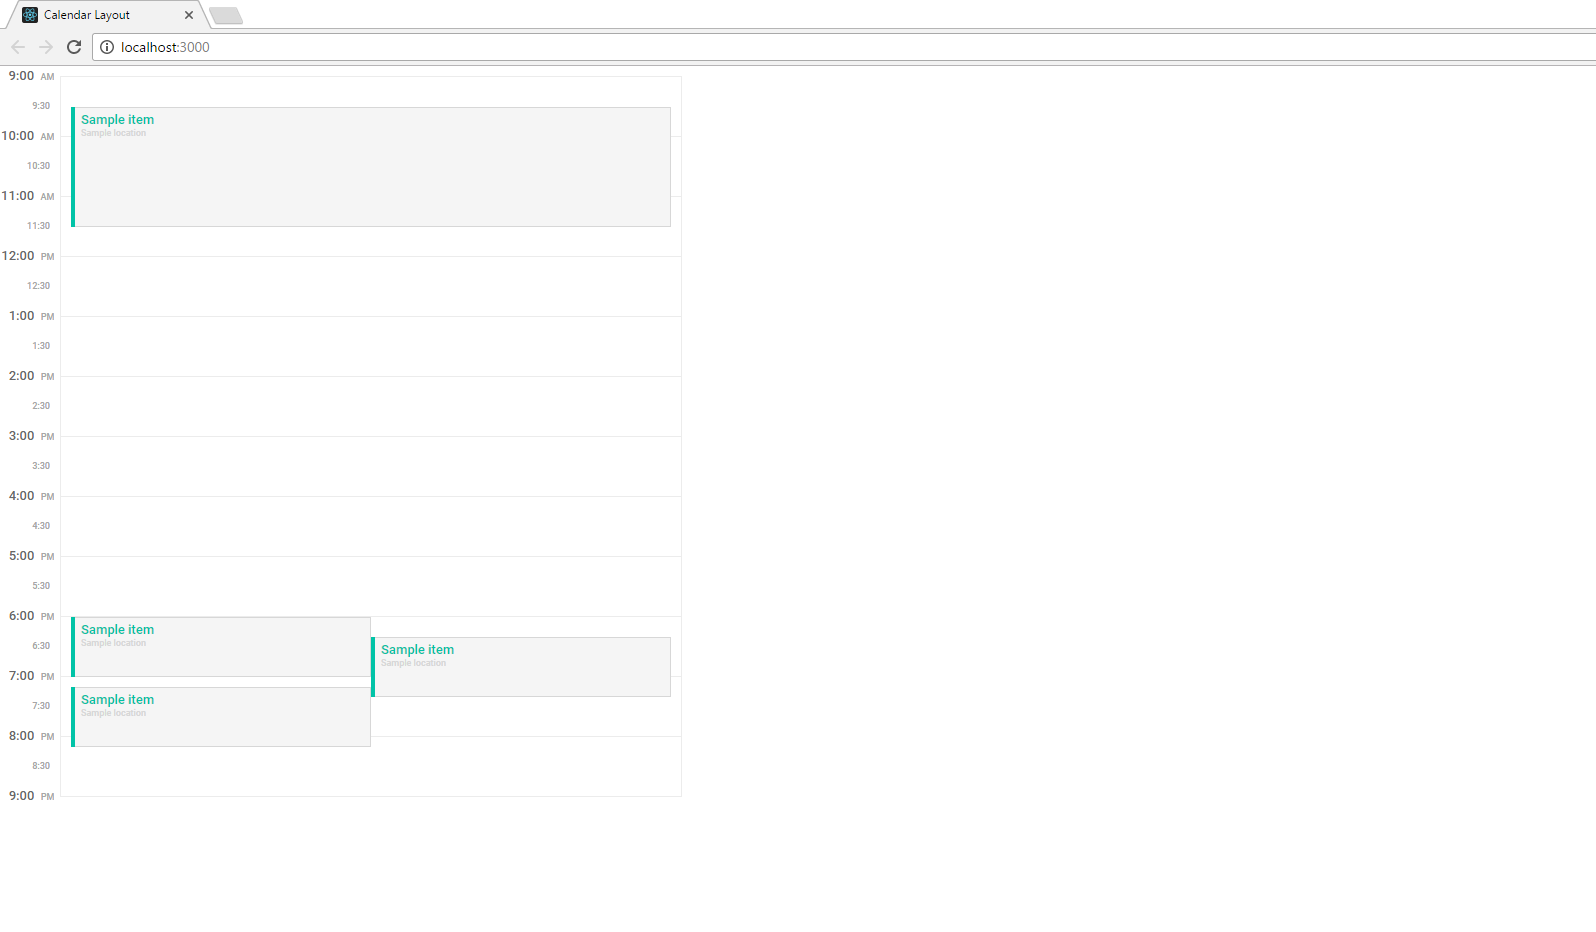 Calendar Layout
localhost:3000
9:00 AM
9:30
Sample item
Sample location
10:00 AM
10:30
11:00 AM
11:30
12:00 PM
12:30
1:00 PM
1:30
2:00 PM
2:30
3:00 PM
3:30
4:00 PM
4:30
5:00 PM
5:30
6:00 PM
Sample item
Sample location
6:30
Sample item
Sample location
7:00 PM
Sample item
Sample location
7:30
8:00 PM
8:30
9:00 PM